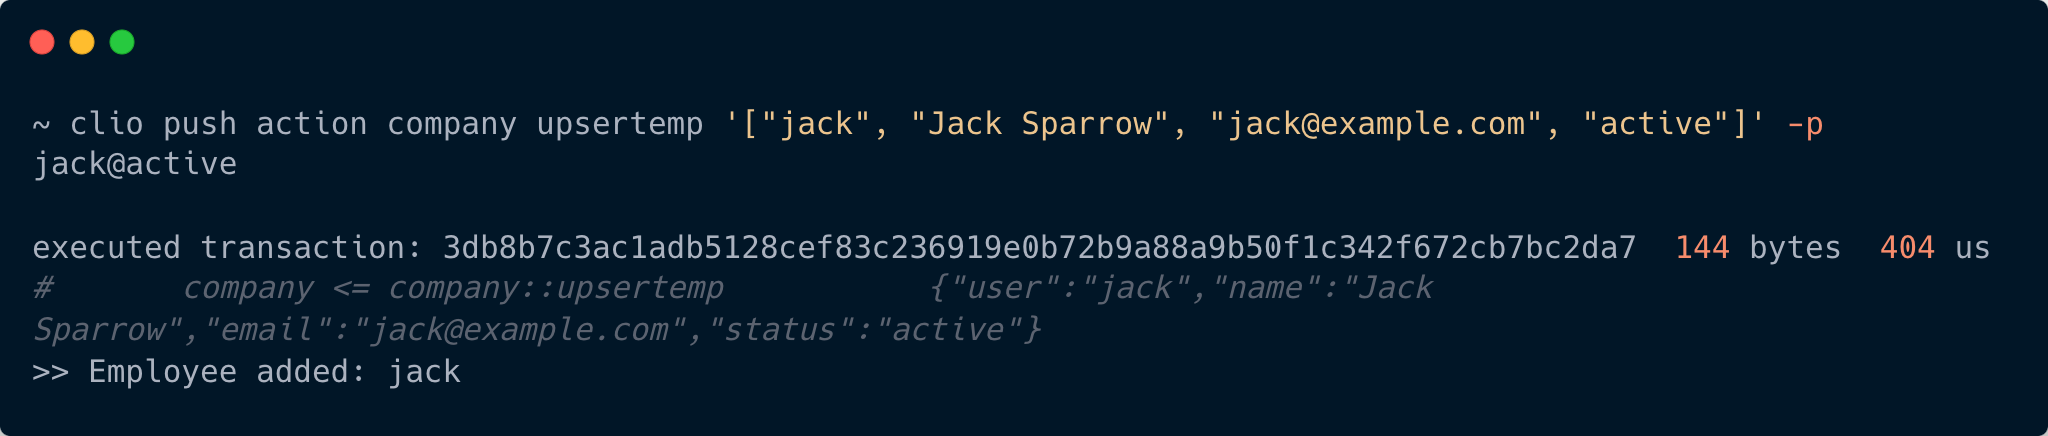 ~ clio push action company upsertemp '["jack", "Jack Sparrow", "jack@example.com", "active"]' -p
jack@active
executed transaction: 3db8b7c3ac1adb5128cef83c236919e0b72b9a88a9b50f1c342f672cb7bc2da7  144 bytes  404 us
#       company <= company::upsertemp           {"user":"jack","name":"Jack
Sparrow","email":"jack@example.com","status":"active"}
>> Employee added: jack